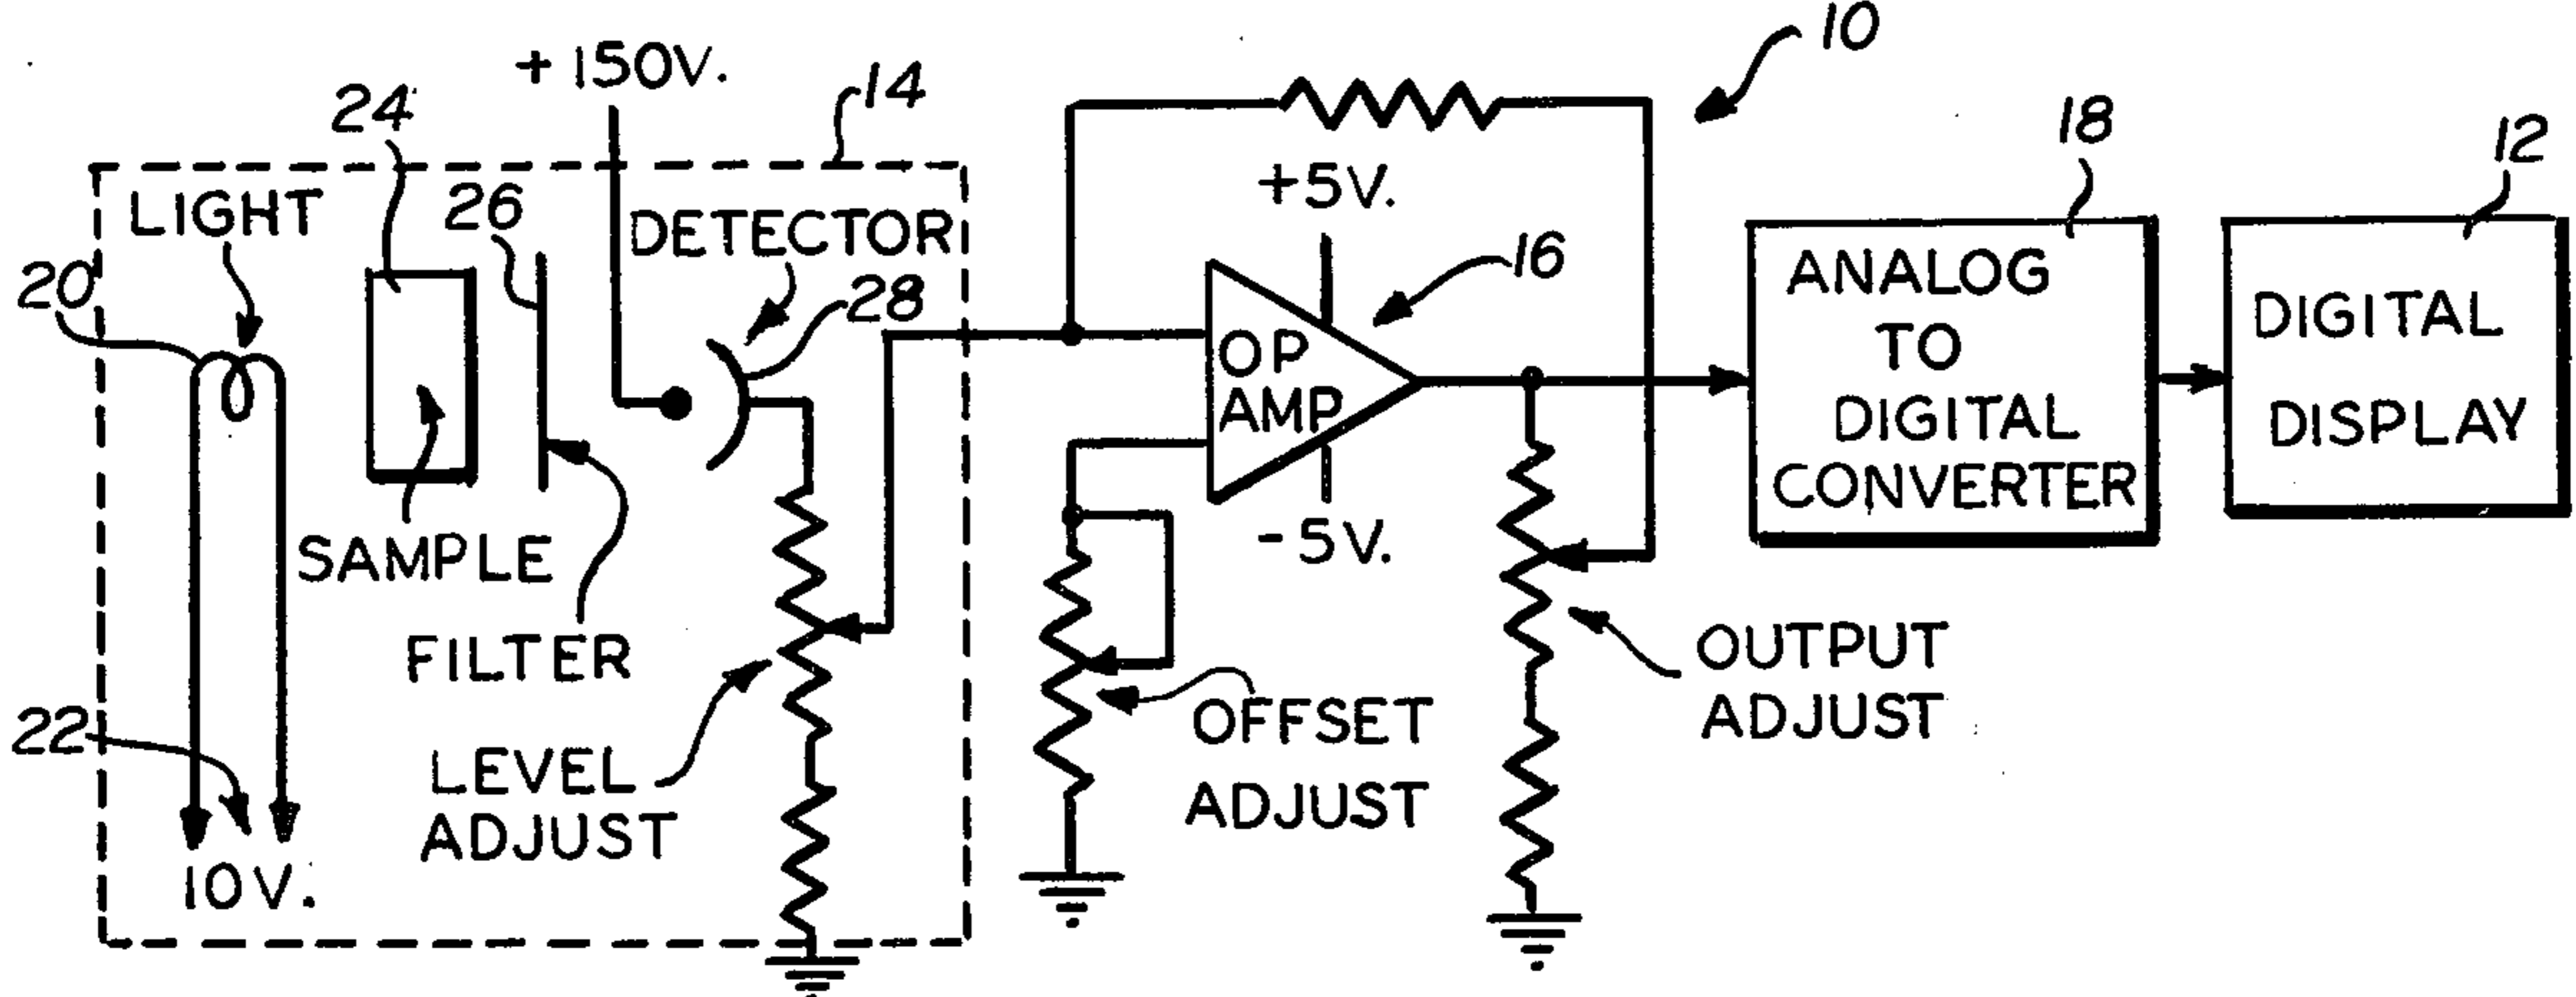 10
+ 150V.
14
24
18
12
LIGHT
26
DETECTOR
+5V.
16
20
28
ANALOG
TO
DIGITAL
CONVERTER
DIGITAL
DISPLAY
OP
AMP
-5V.
SAMPLE
FILTER
OUTPUT
ADJUST
22
LEVEL
ADJUST
OFFSET
ADJUST
10V.